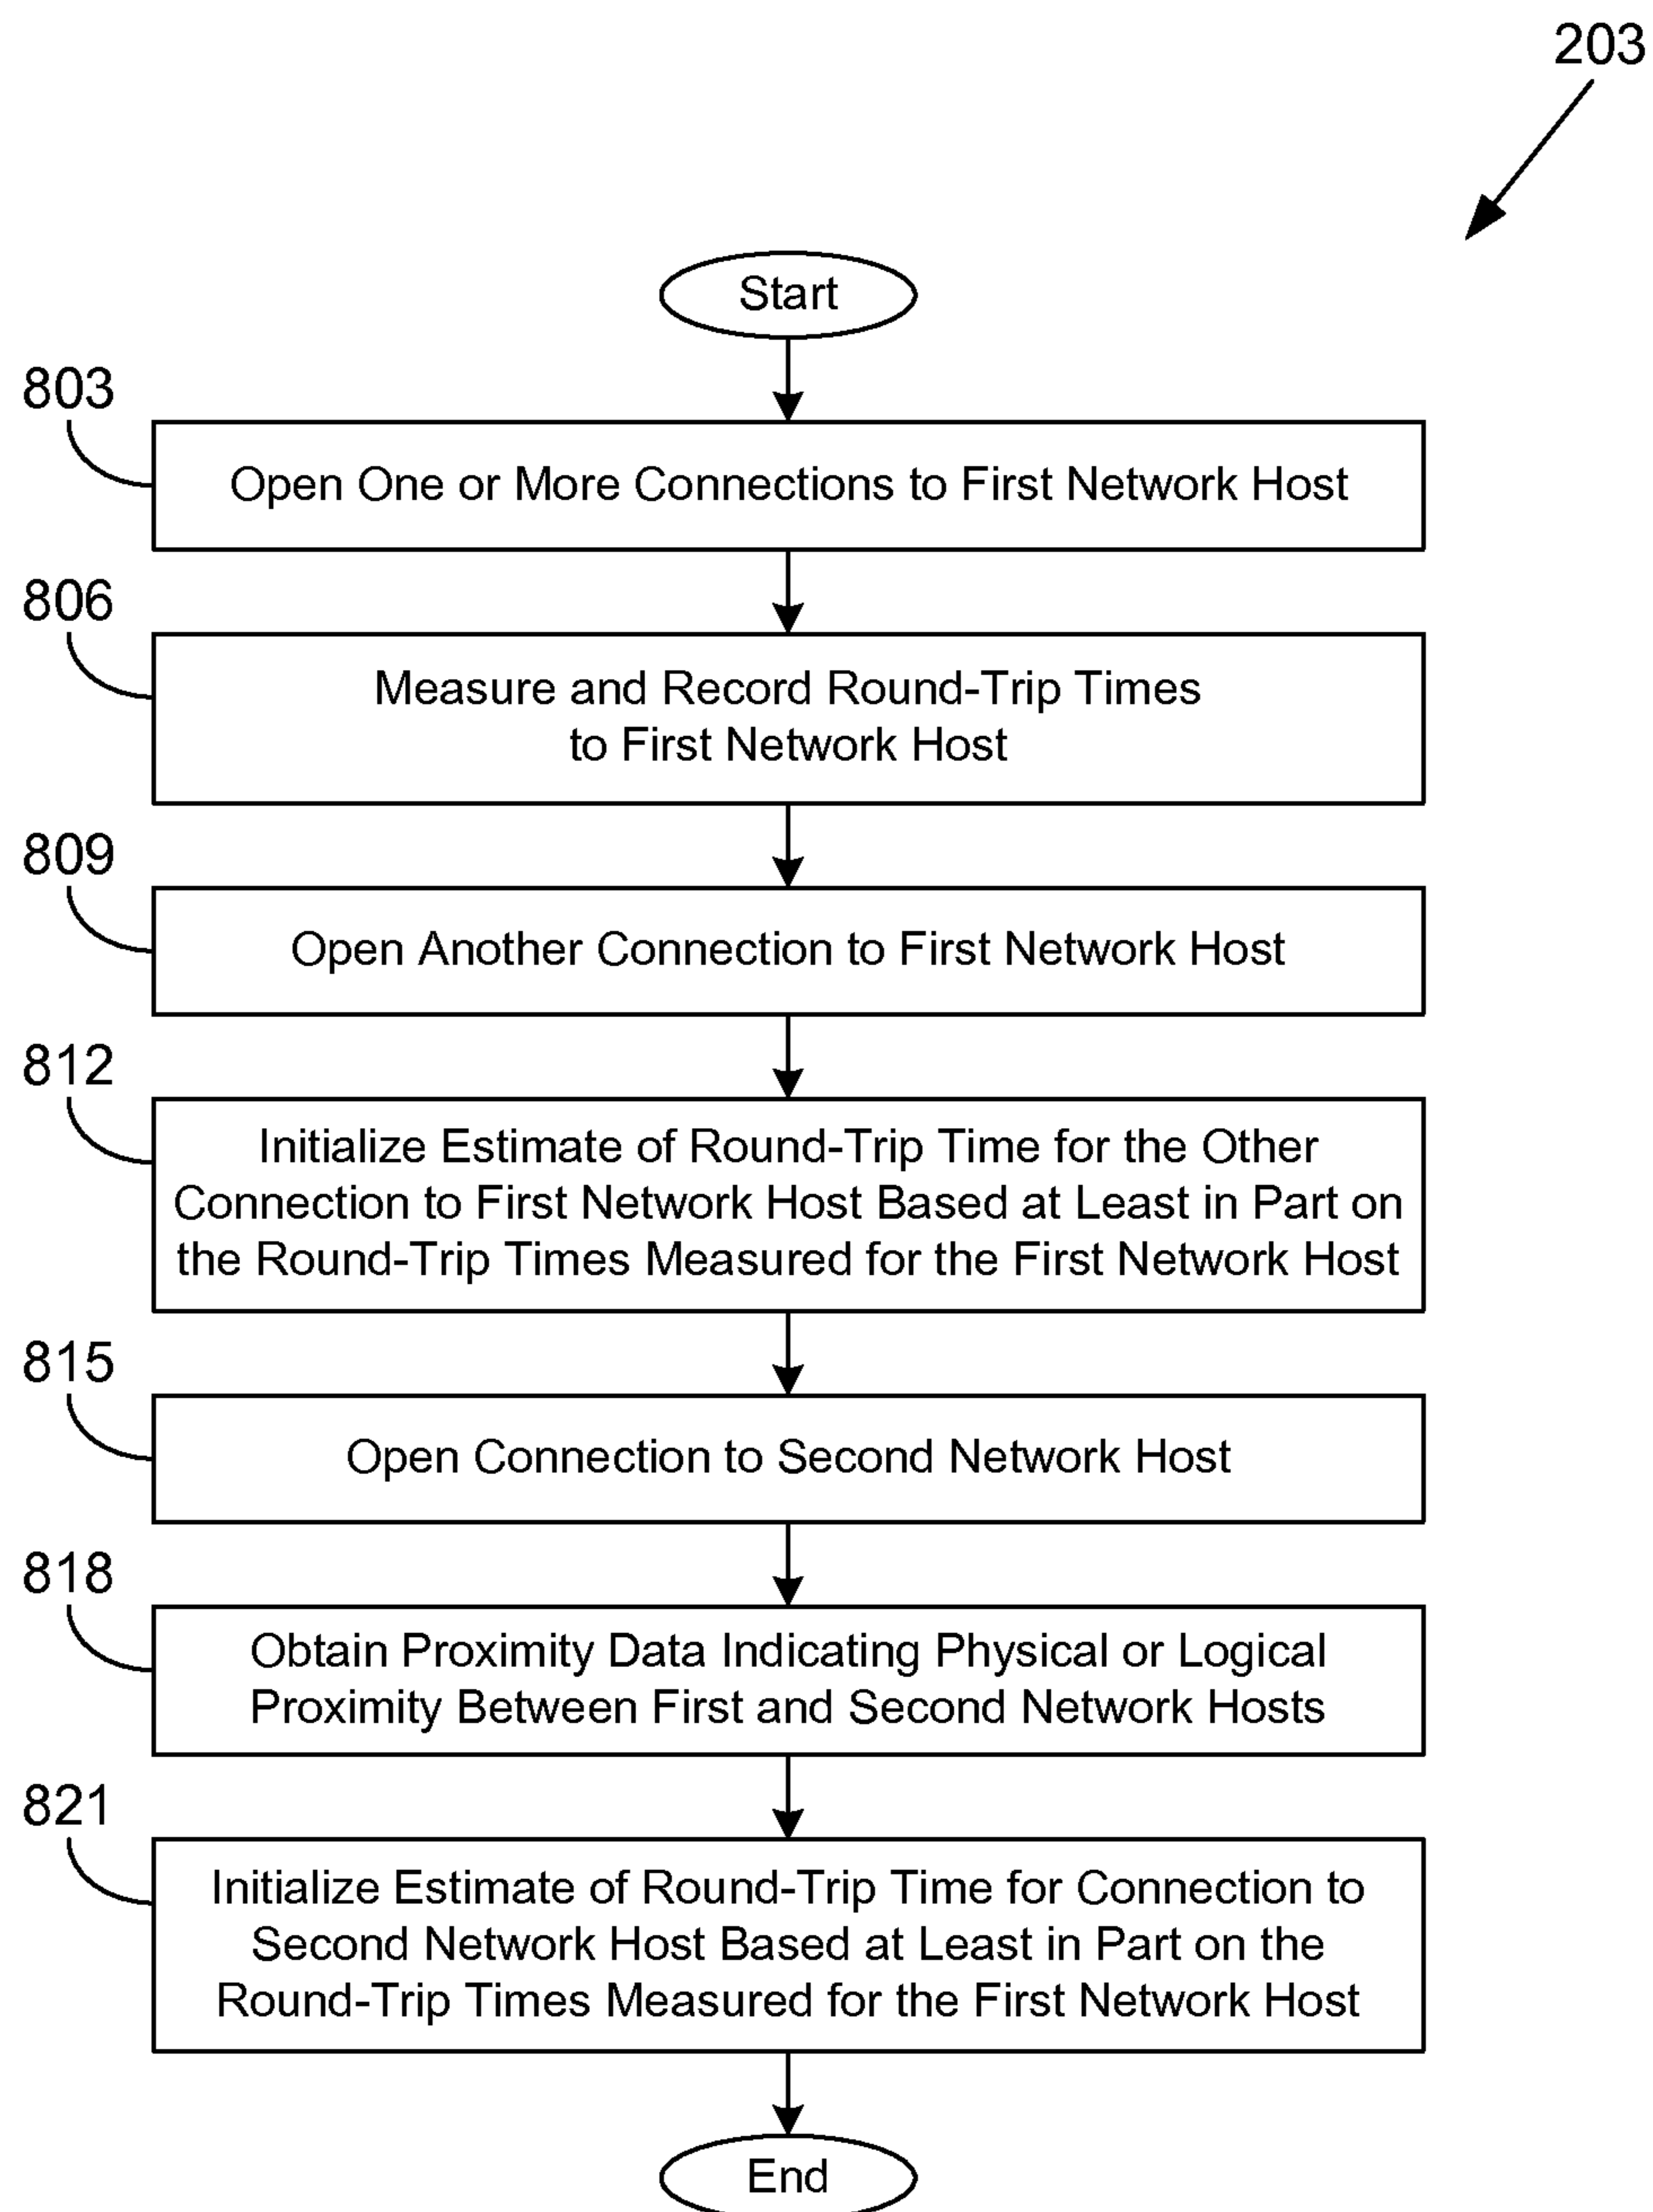 203
Start
803
Open One or More Connections to First Network Host
806
Measure and Record Round-Trip Times
to First Network Host
809
Open Another Connection to First Network Host
812
Initialize Estimate of Round-Trip Time for the Other
Connection to First Network Host Based at Least in Part on
the Round-Trip Times Measured for the First Network Host
815
Open Connection to Second Network Host
818
Obtain Proximity Data Indicating Physical or Logical
Proximity Between First and Second Network Hosts
821
Initialize Estimate of Round-Trip Time for Connection to
Second Network Host Based at Least in Part on the
Round-Trip Times Measured for the First Network Host
End